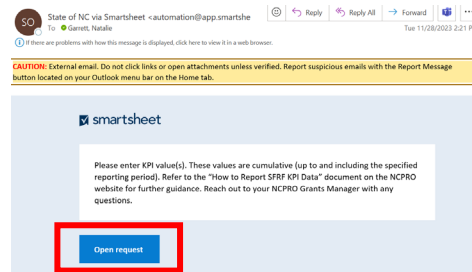 SO
State of NC via Smartsheet <automation@app.smartshe
Reply
Reply All
Forward
To Garrett, Natalie
Tue 11/28/2023 2:21 P
If there are problems with how this message is displayed, click here to view it in a web browser.
CAUTION: External email. Do not click links or open attachments unless verified. Report suspicious emails with the Report Message
button located on your Outlook menu bar on the Home tab.
smartsheet
Please enter KPI value(s). These values are cumulative (up to and including the specified
reporting period). Refer to the “How to Report SFRF KPI Data” document on the NCPRO
website for further guidance. Reach out to your NCPRO Grants Manager with any
questions.
Open request